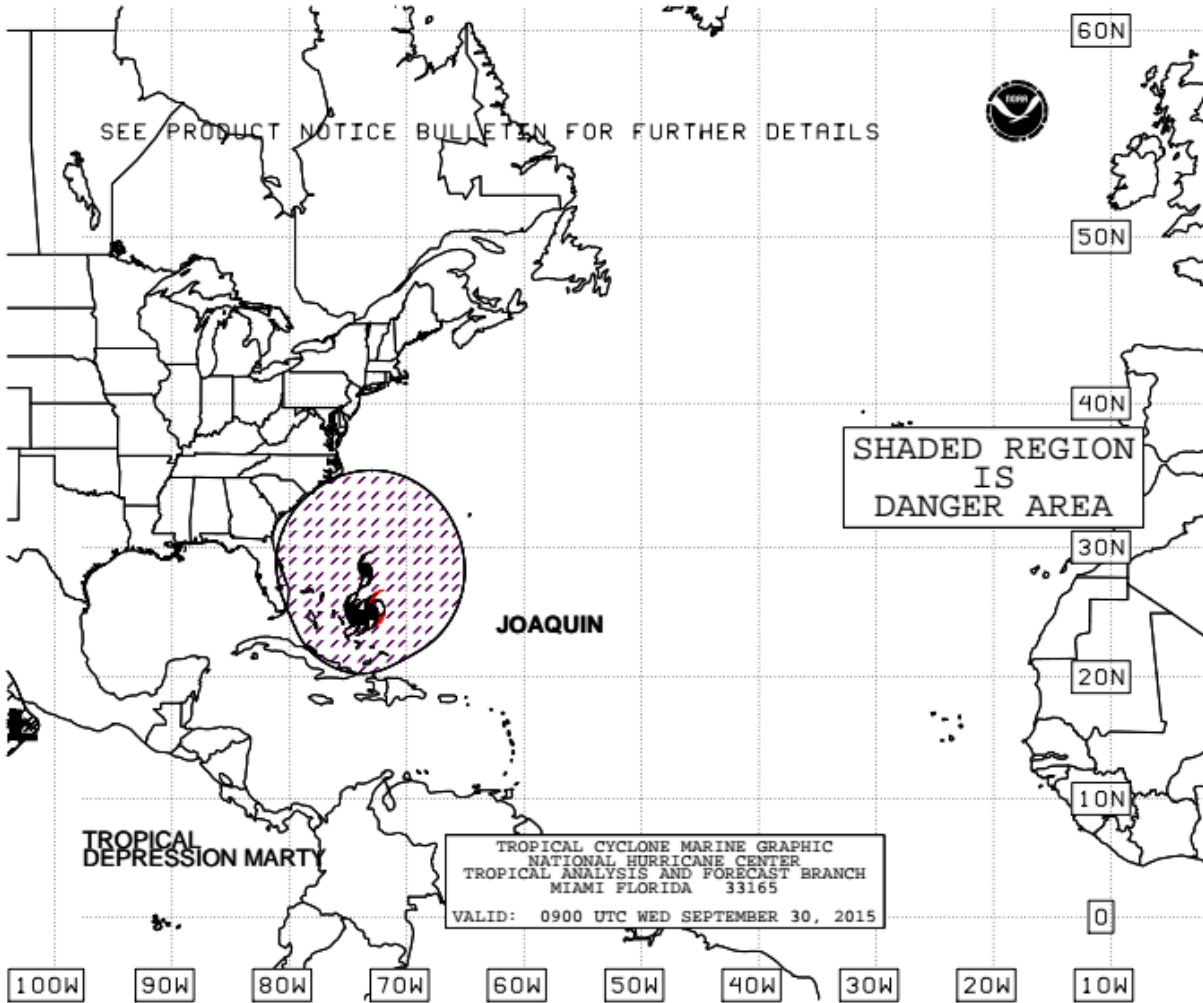 60N
NOAA
SEE PRODUCT NOTICE BULLETIN FOR FURTHER DETAILS
50N
40N
SHADED REGION
IS
DANGER AREA
30N
JOAQUIN
20N
10N
TROPICAL
DEPRESSION MARTY
TROPICAL CYCLONE MARINE GRAPHIC
NATIONAL HURRICANE CENTER
TROPICAL ANALYSIS AND FORECAST BRANCH
MIAMI FLORIDA 33165
VALID: 0900 UTC WED SEPTEMBER 30, 2015
0
100W 90W 80W 70W 60W 50W 40W 30W 20W 10W